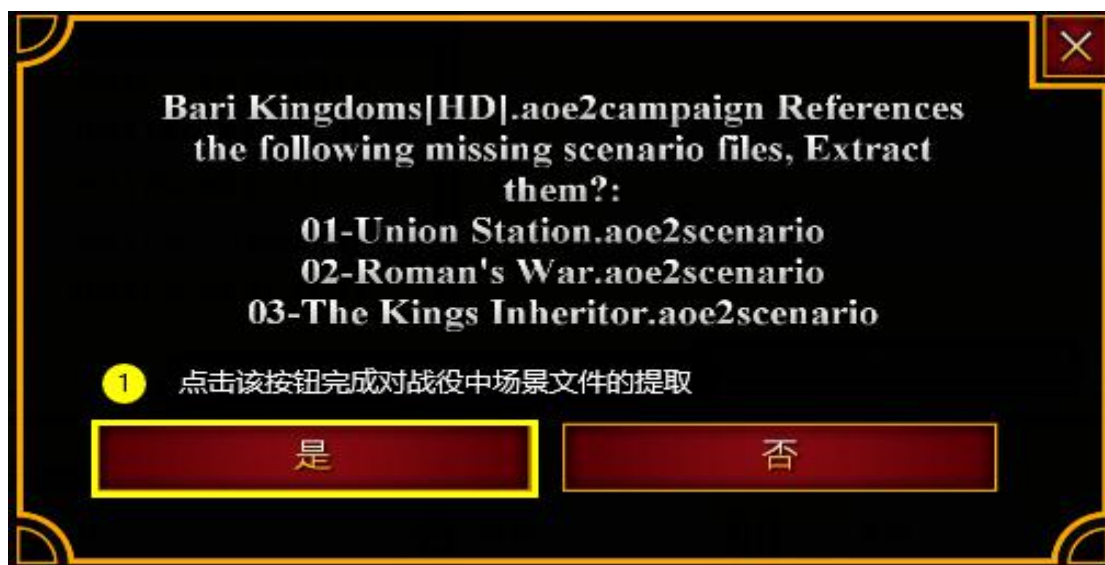 Bari Kingdoms[HD].aoe2campaign References
the following missing scenario files, Extract
them?:
01-Union Station.aoe2scenario
02-Roman's War.aoe2scenario
03-The Kings Inheritor.aoe2scenario
1 点击该按钮完成对战役中场景文件的提取
是 否